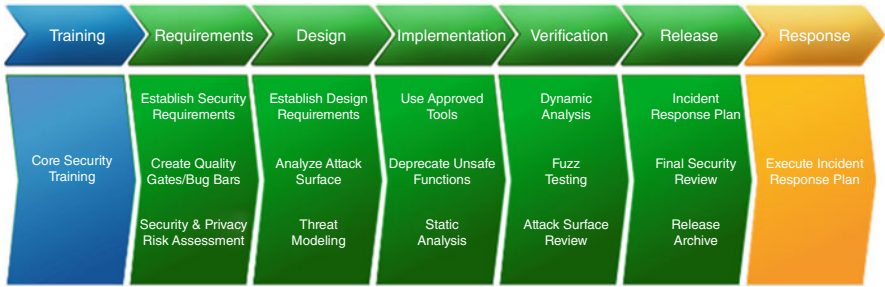 Training
Requirements
Design
Implementation
Verification
Release
Response
Core Security
Training
Establish Security
Requirements
Create Quality
Gates/Bug Bars
Security & Privacy
Risk Assessment
Establish Design
Requirements
Analyze Attack
Surface
Threat
Modeling
Use Approved
Tools
Deprecate Unsafe
Functions
Static
Analysis
Dynamic
Analysis
Fuzz
Testing
Attack Surface
Review
Incident
Response Plan
Final Security
Review
Release
Archive
Execute Incident
Response Plan